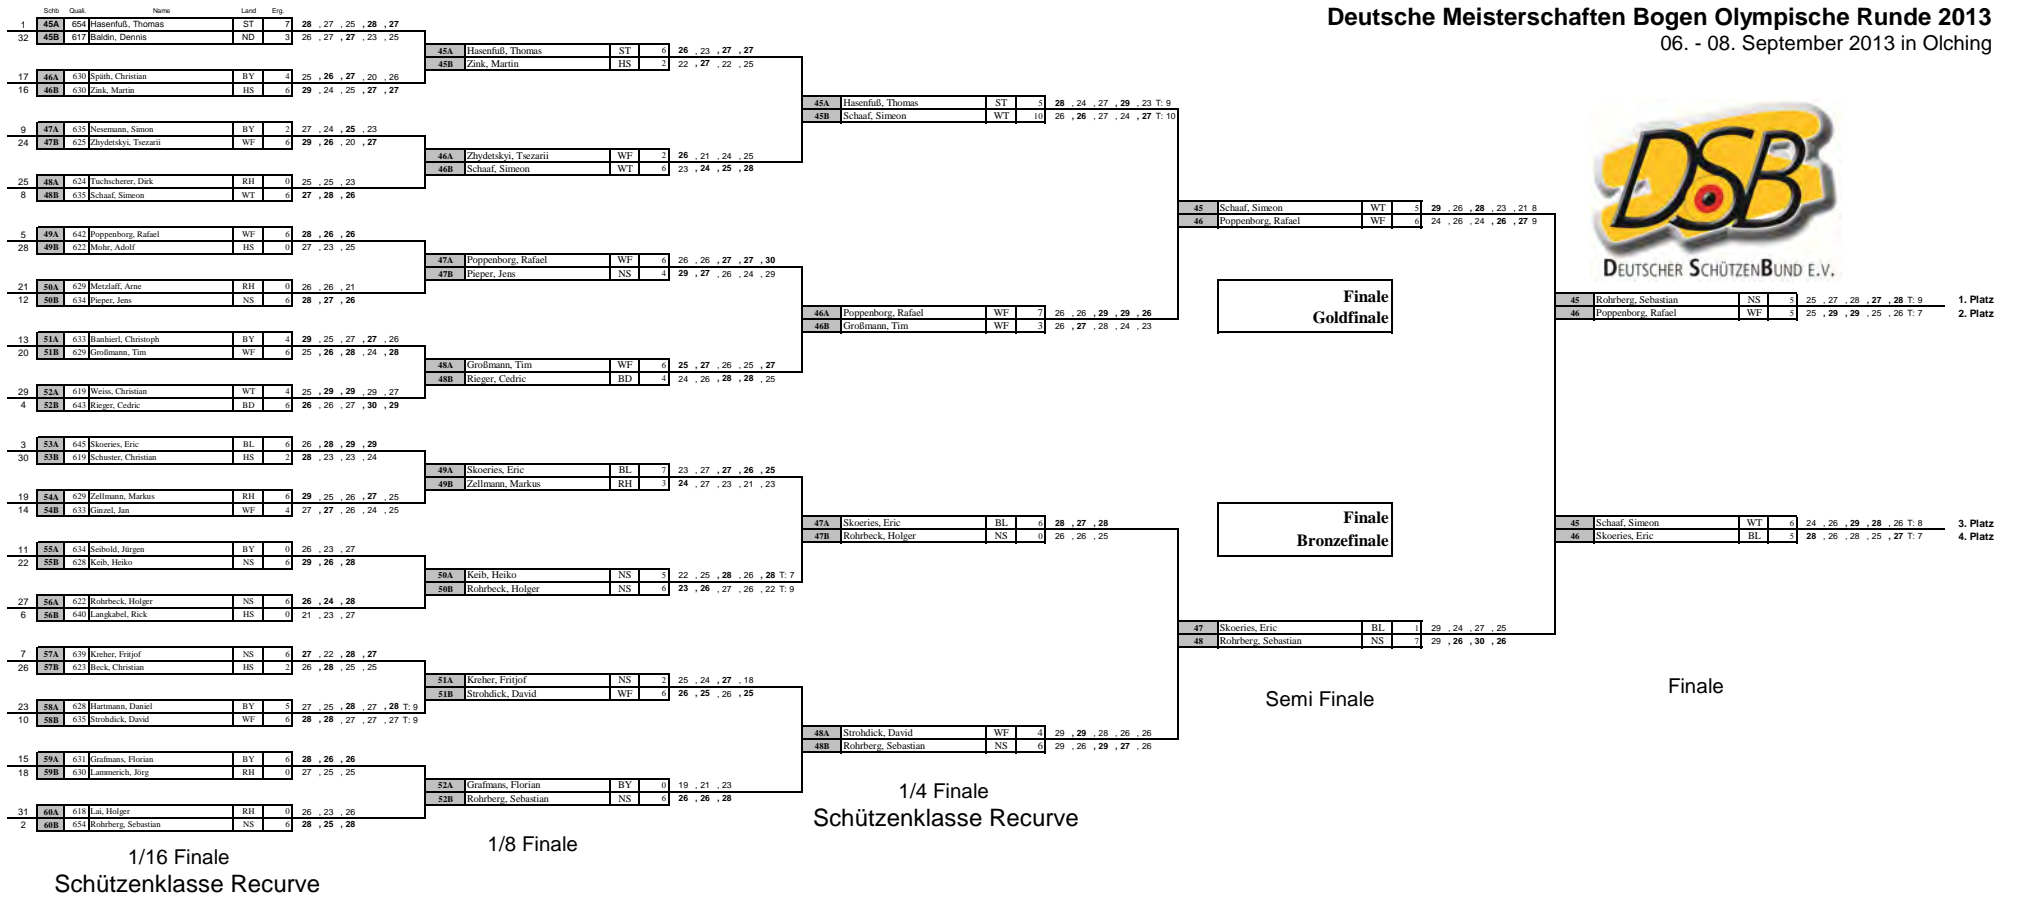 Deutsche Meisterschaften Bogen Olympische Runde 2013
06. - 08. September 2013 in Olching
Schb Quali. Name Land Erg.
1 45A 654 Hasenfuß, Thomas ST 7 28 , 27 , 25 , 28 , 27
32 45B 617 Baldin, Dennis ND 3 26 , 27 , 27 , 23 , 25
17 46A 630 Späth, Christian BY 4 25 , 26 , 27 , 20 , 26
16 46B 630 Zink, Martin HS 6 29 , 24 , 25 , 27 , 27
9 47A 635 Nesemann, Simon BY 2 27 , 24 , 25 , 23
24 47B 625 Zhydetskyi, Tsezarii WF 6 29 , 26 , 20 , 27
25 48A 624 Tuchscherer, Dirk RH 0 25 , 25 , 23
8 48B 635 Schaaf, Simeon WT 6 27 , 28 , 26
5 49A 642 Poppenborg, Rafael WF 6 28 , 26 , 26
28 49B 622 Mohr, Adolf HS 0 27 , 23 , 25
21 50A 629 Metzlaff, Arne RH 0 26 , 26 , 21
12 50B 634 Pieper, Jens NS 6 28 , 27 , 26
13 51A 633 Banhierl, Christoph BY 4 29 , 25 , 27 , 27 , 26
20 51B 629 Großmann, Tim WF 6 25 , 26 , 28 , 24 , 28
29 52A 619 Weiss, Christian WT 4 25 , 29 , 29 , 29 , 27
4 52B 643 Rieger, Cedric BD 6 26 , 26 , 27 , 30 , 29
3 53A 645 Skoeries, Eric BL 6 26 , 28 , 29 , 29
30 53B 619 Schuster, Christian HS 2 28 , 23 , 23 , 24
19 54A 629 Zellmann, Markus RH 6 29 , 25 , 26 , 27 , 25
14 54B 633 Ginzel, Jan WF 4 27 , 27 , 26 , 24 , 25
11 55A 634 Seibold, Jürgen BY 0 26 , 23 , 27
22 55B 628 Keib, Heiko NS 6 29 , 26 , 28
27 56A 622 Rohrbeck, Holger NS 6 26 , 24 , 28
6 56B 640 Langkabel, Rick HS 0 21 , 23 , 27
7 57A 639 Kreher, Fritjof NS 6 27 , 22 , 28 , 27
26 57B 623 Beck, Christian HS 2 26 , 28 , 25 , 25
23 58A 628 Hartmann, Daniel BY 5 27 , 25 , 28 , 27 , 28 T: 9
10 58B 635 Strohdick, David WF 6 28 , 28 , 27 , 27 , 27 T: 9
15 59A 631 Grafmans, Florian BY 6 28 , 26 , 26
18 59B 630 Lammerich, Jörg RH 0 27 , 25 , 25
31 60A 618 Lai, Holger RH 0 26 , 23 , 26
2 60B 654 Rohrberg, Sebastian NS 6 28 , 25 , 28
1/16 Finale
Schützenklasse Recurve
45A Hasenfuß, Thomas ST 6 26 , 23 , 27 , 27
45B Zink, Martin HS 2 22 , 27 , 22 , 25
46A Zhydetskyi, Tsezarii WF 2 26 , 21 , 24 , 25
46B Schaaf, Simeon WT 6 23 , 24 , 25 , 28
47A Poppenborg, Rafael WF 6 26 , 26 , 27 , 27 , 30
47B Pieper, Jens NS 4 29 , 27 , 26 , 24 , 29
48A Großmann, Tim WF 6 25 , 27 , 26 , 25 , 27
48B Rieger, Cedric BD 4 24 , 26 , 28 , 28 , 25
49A Skoeries, Eric BL 7 23 , 27 , 27 , 26 , 25
49B Zellmann, Markus RH 3 24 , 27 , 23 , 21 , 23
50A Keib, Heiko NS 5 22 , 25 , 28 , 26 , 28 T: 7
50B Rohrbeck, Holger NS 6 23 , 26 , 27 , 26 , 22 T: 9
51A Kreher, Fritjof NS 2 25 , 24 , 27 , 18
51B Strohdick, David WF 6 26 , 25 , 26 , 25
52A Grafmans, Florian BY 0 19 , 21 , 23
52B Rohrberg, Sebastian NS 6 26 , 26 , 28
1/8 Finale
45A Hasenfuß, Thomas ST 5 28 , 24 , 27 , 29 , 23 T: 9
45B Schaaf, Simeon WT 10 26 , 26 , 27 , 24 , 27 T: 10
46A Poppenborg, Rafael WF 7 26 , 26 , 29 , 29 , 26
46B Großmann, Tim WF 3 26 , 27 , 28 , 24 , 23
47A Skoeries, Eric BL 6 28 , 27 , 28
47B Rohrbeck, Holger NS 0 26 , 26 , 25
48A Strohdick, David WF 4 29 , 29 , 28 , 26 , 26
48B Rohrberg, Sebastian NS 6 29 , 26 , 29 , 27 , 26
1/4 Finale
Schützenklasse Recurve
45 Schaaf, Simeon WT 5 29 , 26 , 28 , 23 , 21 8
46 Poppenborg, Rafael WF 6 24 , 26 , 24 , 26 , 27 9
Finale
Goldfinale
Finale
Bronzefinale
47 Skoeries, Eric BL 1 29 , 24 , 27 , 25
48 Rohrberg, Sebastian NS 7 29 , 26 , 30 , 26
Semi Finale
DSB
DEUTSCHER SCHÜTZENBUND E.V.
45 Rohrberg, Sebastian NS 5 25 , 27 , 28 , 27 , 28 T: 9 1. Platz
46 Poppenborg, Rafael WF 5 25 , 29 , 29 , 25 , 26 T: 7 2. Platz
45 Schaaf, Simeon WT 6 24 , 26 , 29 , 28 , 26 T: 8 3. Platz
46 Skoeries, Eric BL 5 28 , 26 , 28 , 25 , 27 T: 7 4. Platz
Finale